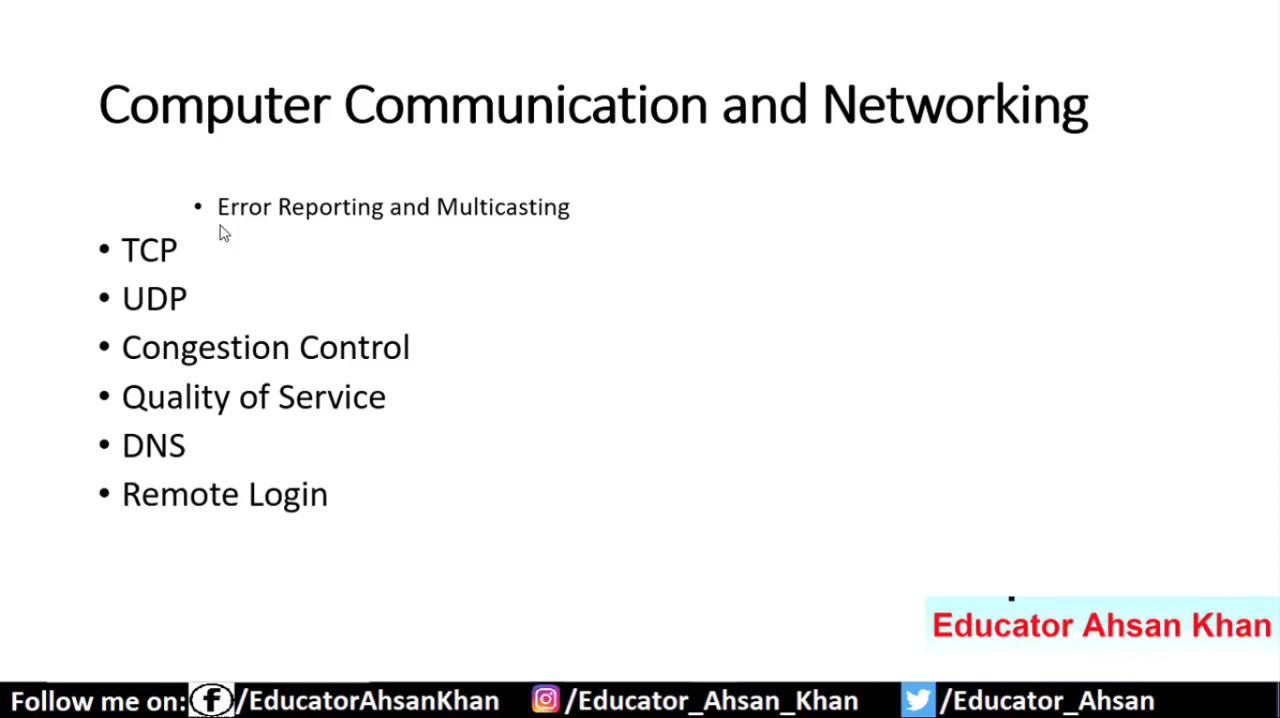 Computer Communication and Networking
• Error Reporting and Multicasting
• TCP
• UDP
• Congestion Control
• Quality of Service
• DNS
• Remote Login
Educator Ahsan Khan
Follow me on: f/EducatorAhsanKhan /Educator_Ahsan_Khan /Educator_Ahsan